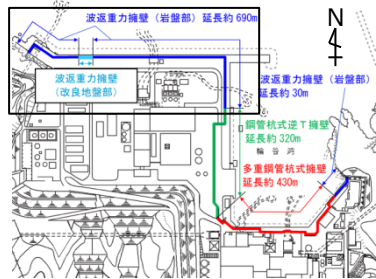 波返重力擁壁（岩盤部）延長約690m
N
波返重力擁壁
（改良地盤部）
波返重力擁壁（岩盤部）
延長約30m
鋼管杭式逆T擁壁
延長約320m
輪谷湾
多重鋼管杭式擁壁
延長約430m